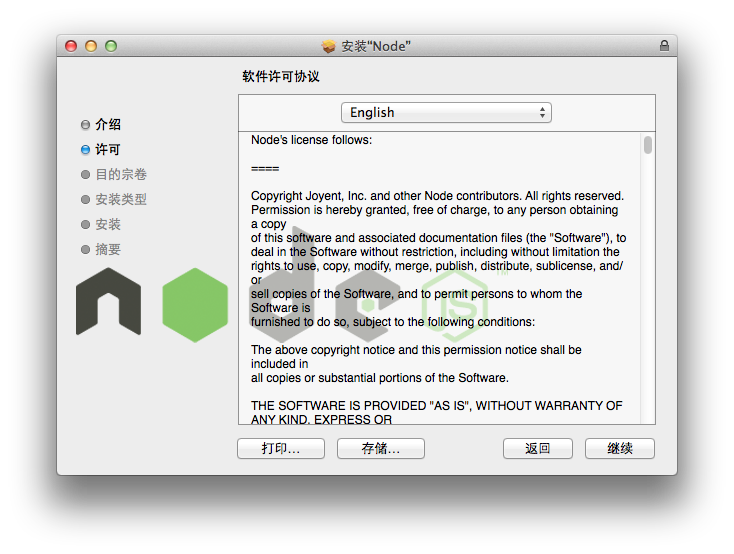 安装“Node”
软件许可协议
介绍
许可
目的宗卷
安装类型
安装
摘要
English
Node's license follows:
====
Copyright Joyent, Inc. and other Node contributors. All rights reserved.
Permission is hereby granted, free of charge, to any person obtaining
a copy
of this software and associated documentation files (the "Software"), to
deal in the Software without restriction, including without limitation the
rights to use, copy, modify, merge, publish, distribute, sublicense, and/
or
sell copies of the Software, and to permit persons to whom the
Software is
furnished to do so, subject to the following conditions:
The above copyright notice and this permission notice shall be
included in
all copies or substantial portions of the Software.
THE SOFTWARE IS PROVIDED "AS IS", WITHOUT WARRANTY OF
ANY KIND, EXPRESS OR
node
JS™
打印…
存储…
返回
继续